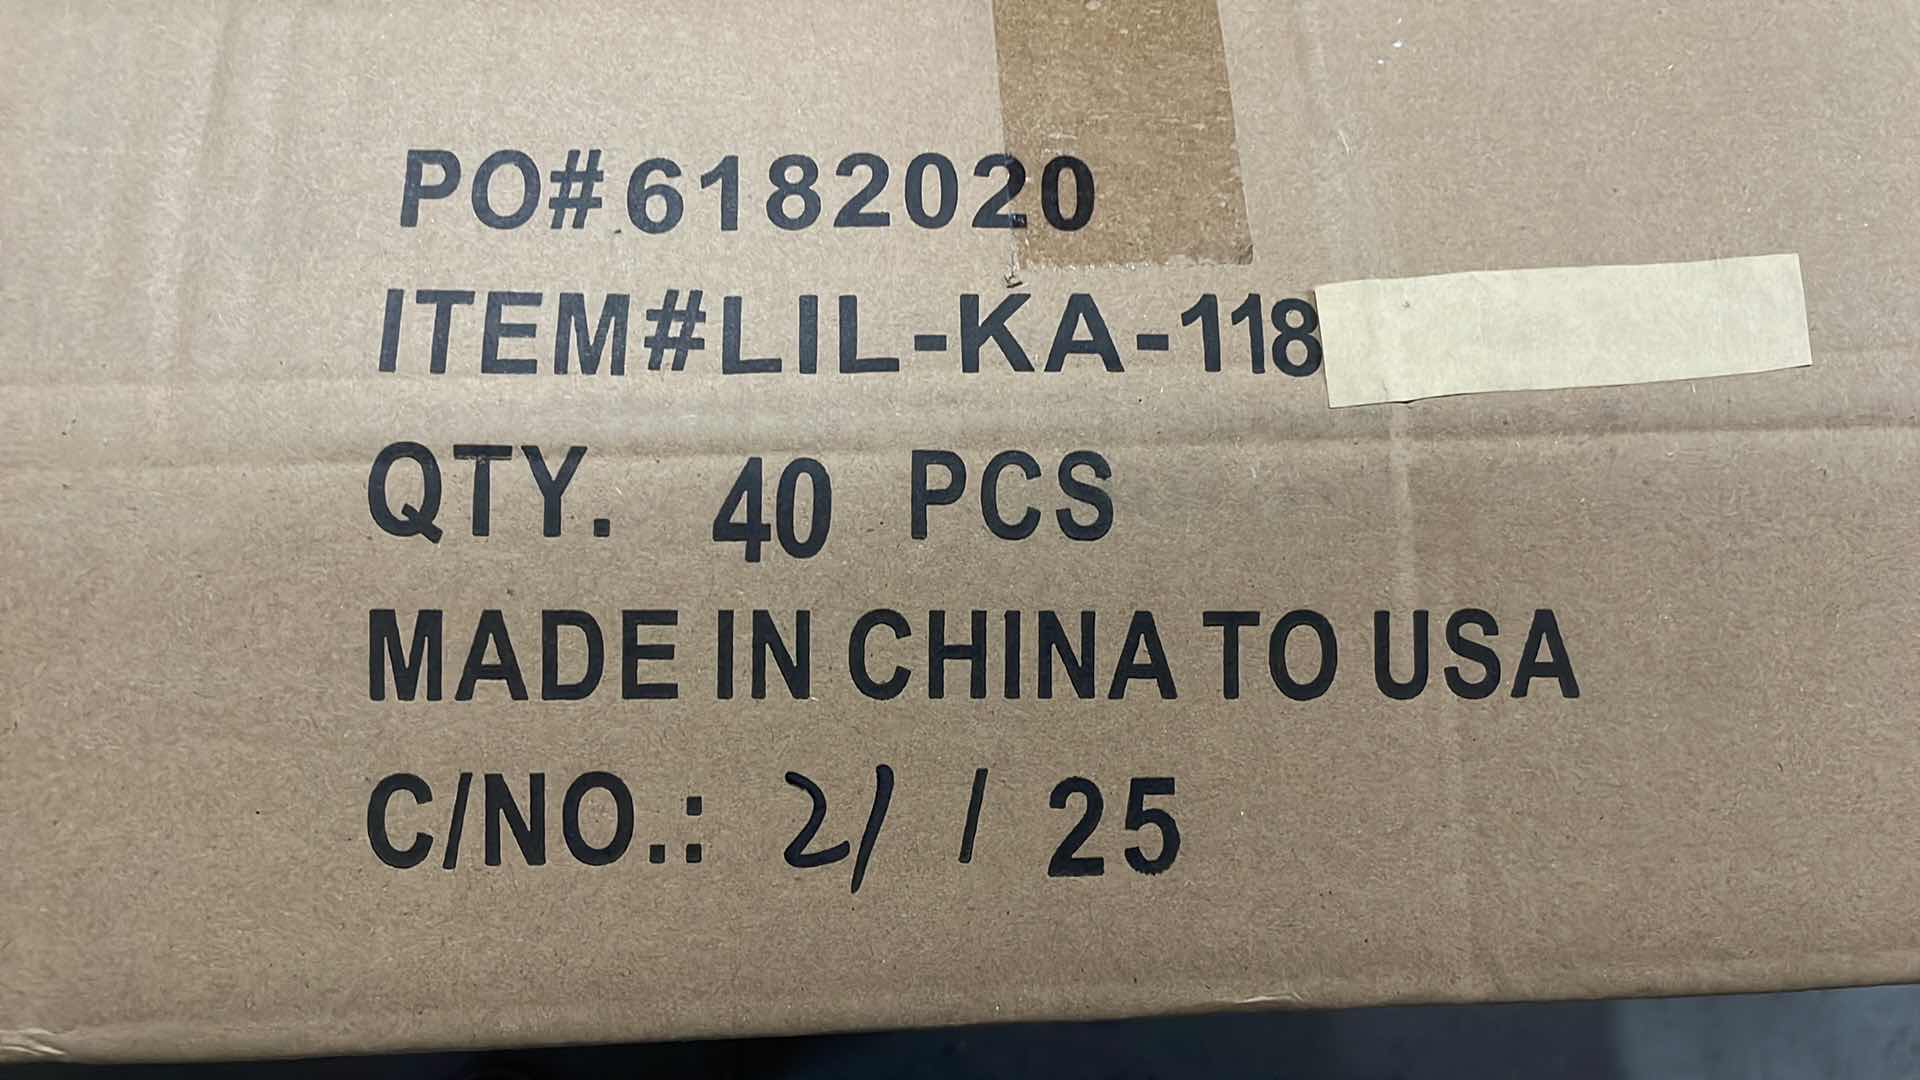 PO#6182020
ITEM#LIL-KA-118
QTY. 40 PCS
MADE IN CHINA TO USA
C/NO.: 21 / 25